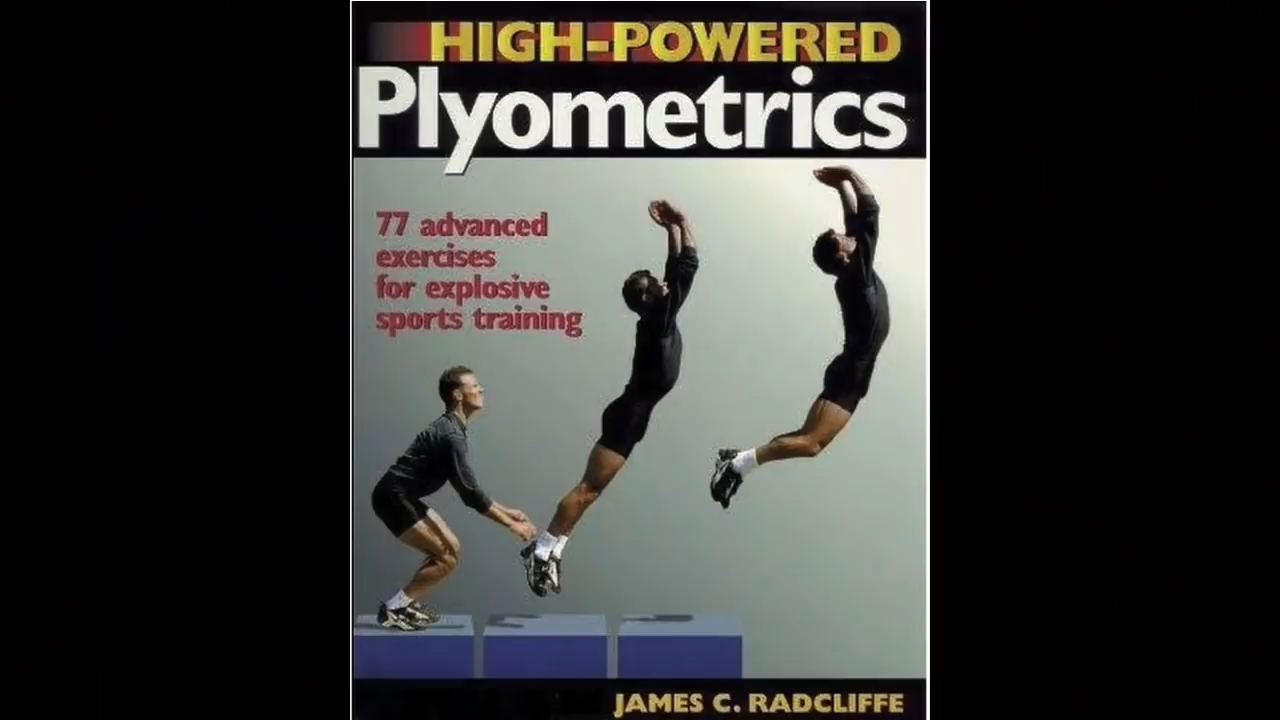 HIGH-POWERED
Plyometrics
77 advanced
exercises
for explosive
sports training
JAMES C. RADCLIFFE